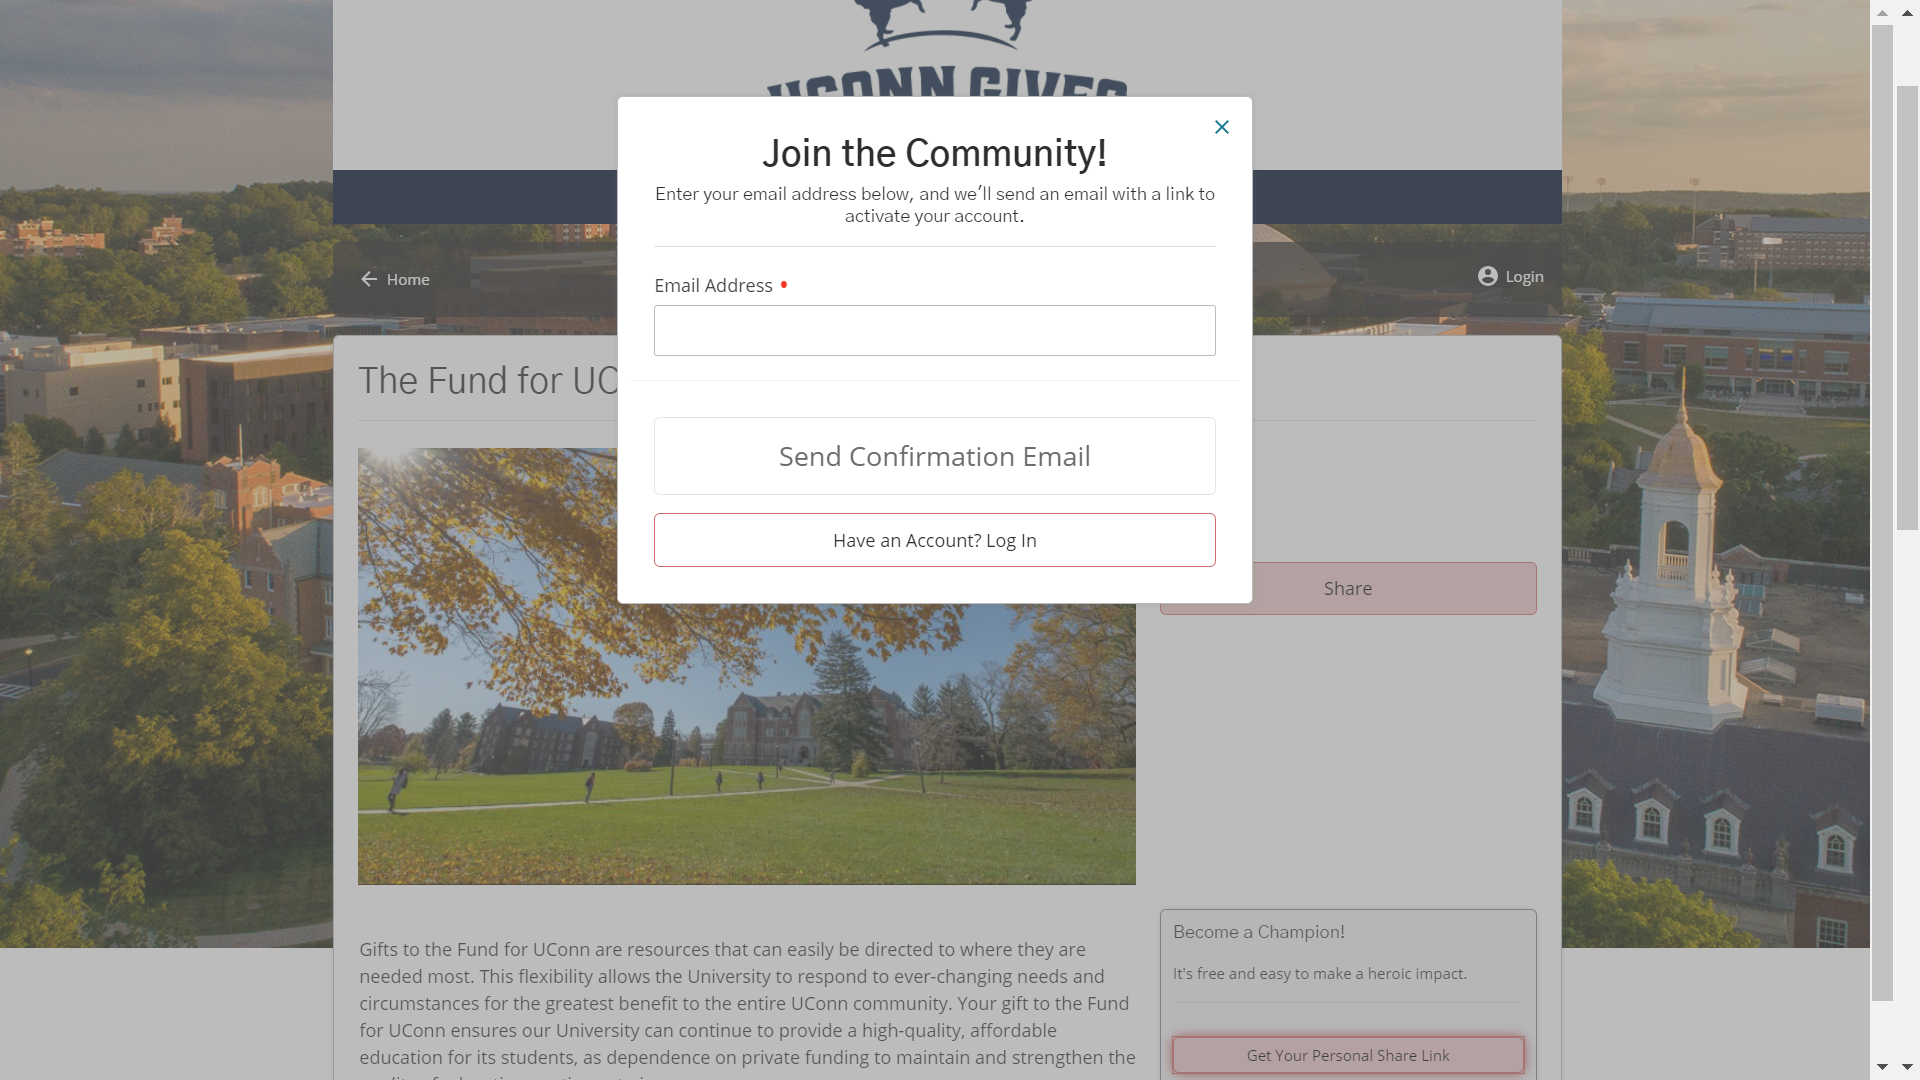 UCONN GIVES
Join the Community!
Enter your email address below, and we'll send an email with a link to
activate your account.
Home
Login
Email Address
The Fund for UC
Send Confirmation Email
Have an Account? Log In
Share
Gifts to the Fund for UConn are resources that can easily be directed to where they are
needed most. This flexibility allows the University to respond to ever-changing needs and
circumstances for the greatest benefit to the entire UConn community. Your gift to the Fund
for UConn ensures our University can continue to provide a high-quality, affordable
education for its students, as dependence on private funding to maintain and strengthen the
Become a Champion!
It's free and easy to make a heroic impact.
Get Your Personal Share Link